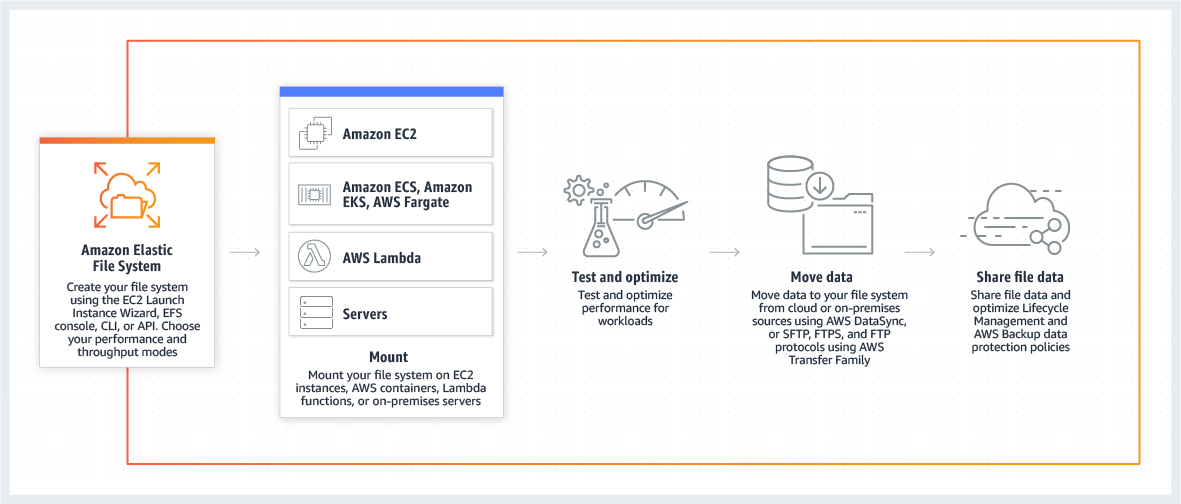 Amazon Elastic
File System
Create your file system
using the EC2 Launch
Instance Wizard, EFS
console, CLI, or API. Choose
your performance and
throughput modes
Amazon EC2
Amazon ECS, Amazon
EKS, AWS Fargate
AWS Lambda
Servers
Mount
Mount your file system on EC2
instances, AWS containers, Lambda
functions, or on-premises servers
Test and optimize
Test and optimize
performance for
workloads
Move data
Move data to your file system
from cloud or on-premises
sources using AWS DataSync,
or SFTP, FTPS, and FTP
protocols using AWS
Transfer Family
Share file data
Share file data and
optimize Lifecycle
Management and
AWS Backup data
protection policies